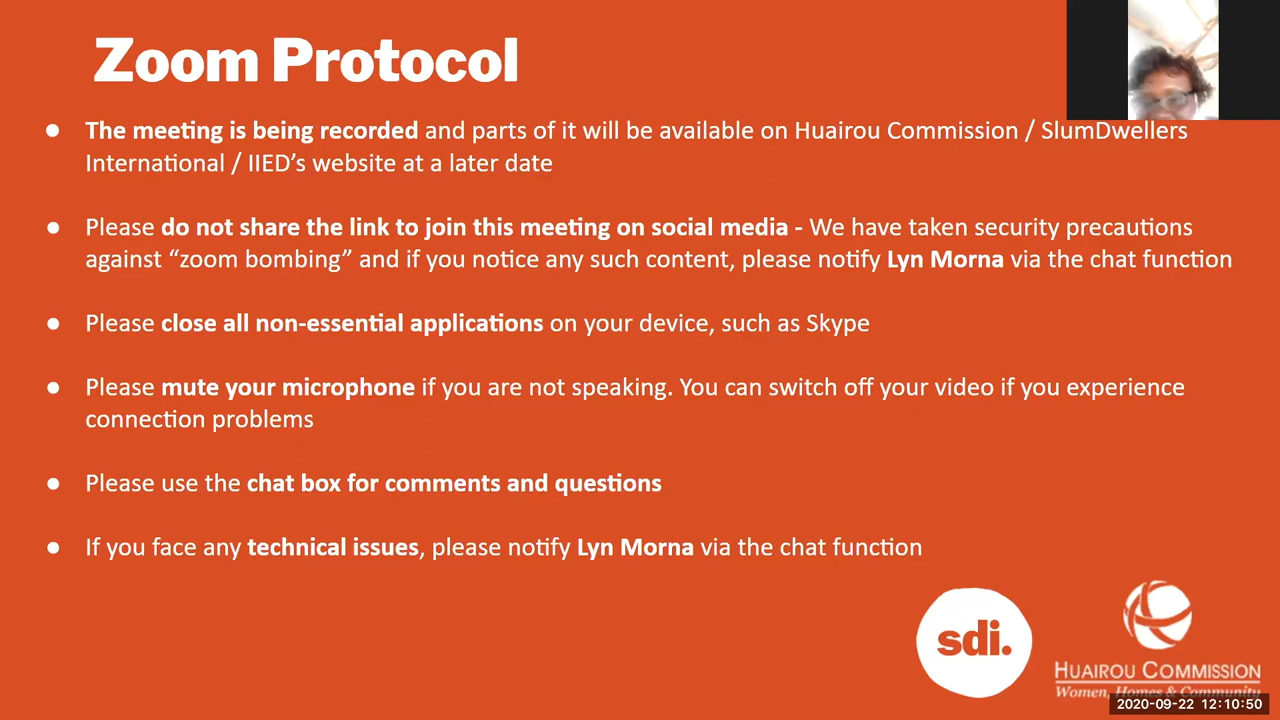 Zoom Protocol
● The meeting is being recorded and parts of it will be available on Huairou Commission / SlumDwellers
International / IIED’s website at a later date
● Please do not share the link to join this meeting on social media - We have taken security precautions
against “zoom bombing” and if you notice any such content, please notify Lyn Morna via the chat function
● Please close all non-essential applications on your device, such as Skype
● Please mute your microphone if you are not speaking. You can switch off your video if you experience
connection problems
● Please use the chat box for comments and questions
● If you face any technical issues, please notify Lyn Morna via the chat function
sdi.
HUAIROU COMMISSION
Women, Homes & Community
2020-09-22 12:10:50